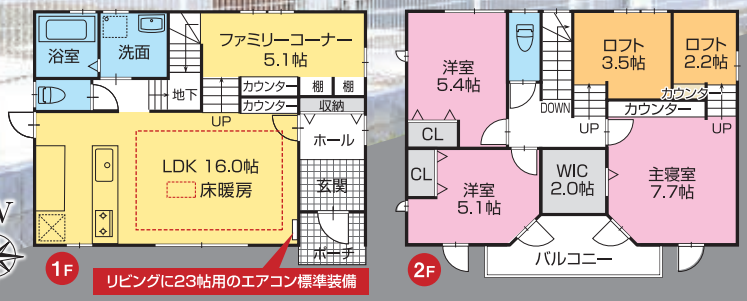 浴室
洗面
ファミリーコーナー
5.1帖
地下
カウンター
棚
棚
カウンター
収納
UP
ホール
LDK 16.0帖
床暖房
玄関
ポーチ
1F
リビングに23帖用のエアコン標準装備
洋室
5.4帖
ロフト
3.5帖
ロフト
2.2帖
カウンター
DOWN
カウンター
UP
UP
CL
CL
洋室
5.1帖
WIC
2.0帖
主寝室
7.7帖
バルコニー
2F